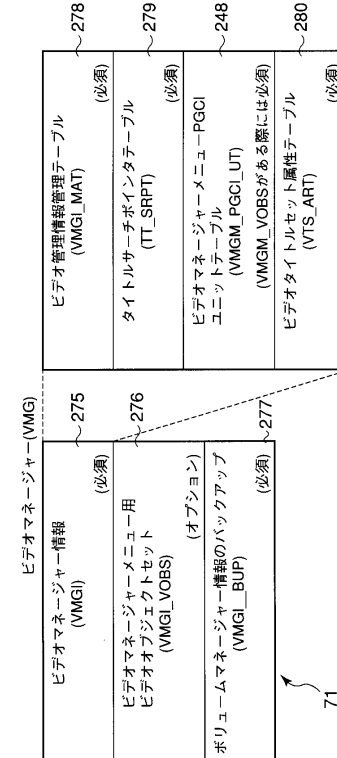 ビデオマネージャー(VMG)
ビデオマネージャー情報
(VMGI)
(必須)
275
ビデオマネージャーメニュー用
ビデオオブジェクトセット
(VMGI_VOBS)
(オプション)
276
ボリュームマネージャー情報のバックアップ
(VMGI__BUP)
(必須)
277
71
ビデオ管理情報管理テーブル
(VMGI_MAT)
(必須)
278
タイトルサーチポインタテーブル
(TT_SRPT)
(必須)
279
ビデオマネージャーメニューPGCI
ユニットテーブル
(VMGM_PGCI_UT)
(VMGM_VOBSがある際には必須)
248
ビデオタイトルセット属性テーブル
(VTS_ART)
(必須)
280